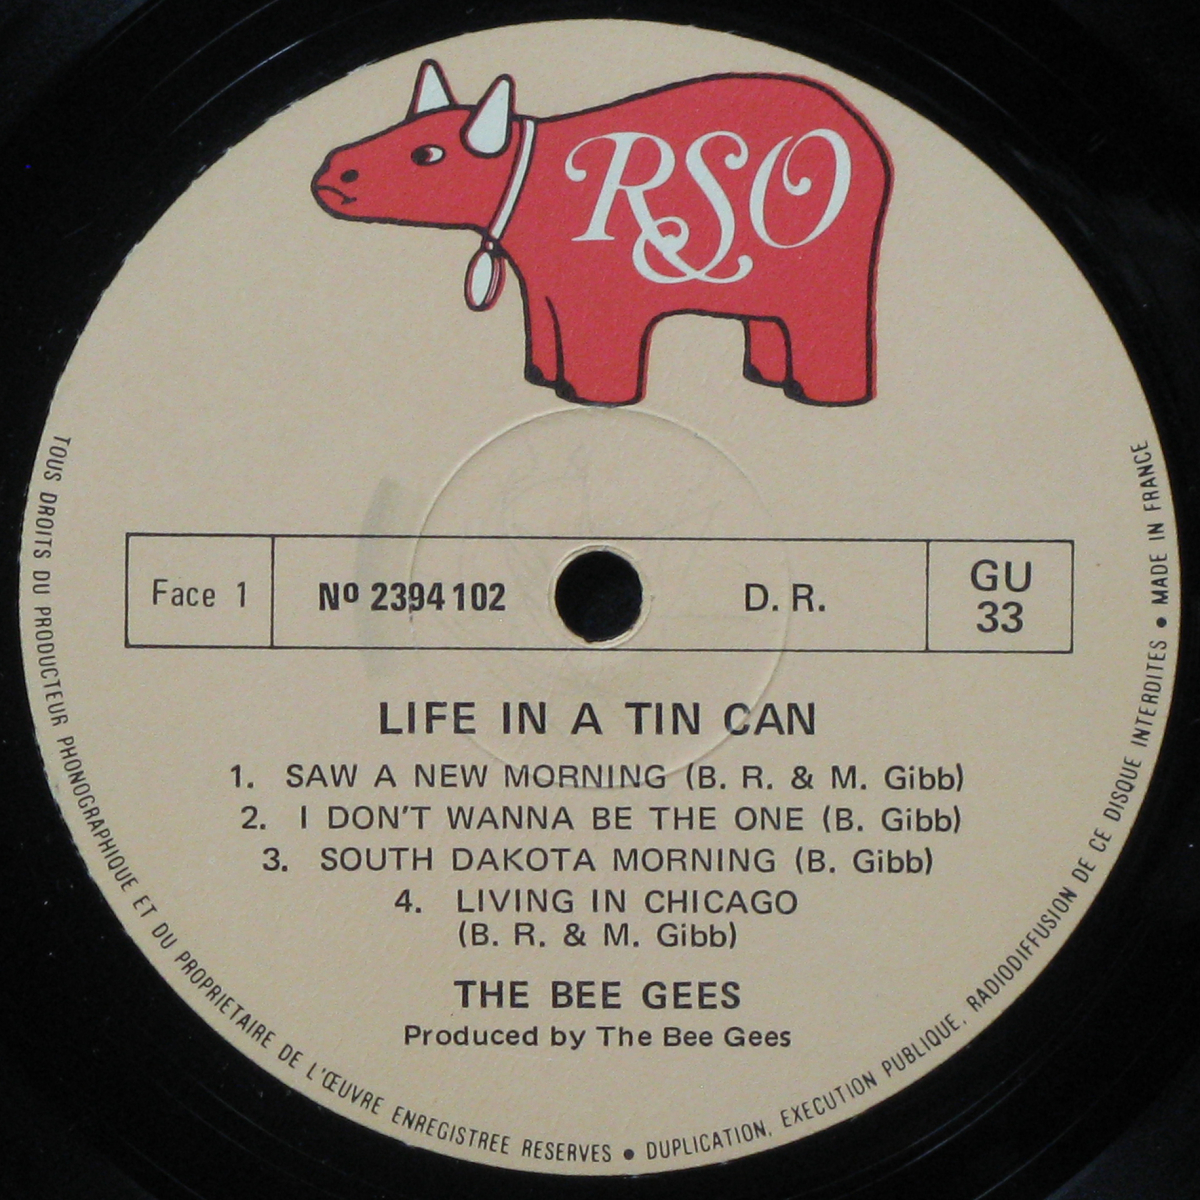 RSO
Face 1
Nº 2394102
D. R.
GU
33
LIFE IN A TIN CAN
1. SAW A NEW MORNING (B. R. & M. Gibb)
2. I DON'T WANNA BE THE ONE (B. Gibb)
3. SOUTH DAKOTA MORNING (B. Gibb)
4. LIVING IN CHICAGO
(B. R. & M. Gibb)
THE BEE GEES
Produced by The Bee Gees
TOUS DROITS DU PRODUCTEUR PHONOGRAPHIQUE ET DU PROPRIETAIRE DE L'ŒUVRE ENREGISTREE RESERVES • DUPLICATION, EXECUTION PUBLIQUE, RADIODIFFUSION DE CE DISQUE INTERDITES • MADE IN FRANCE